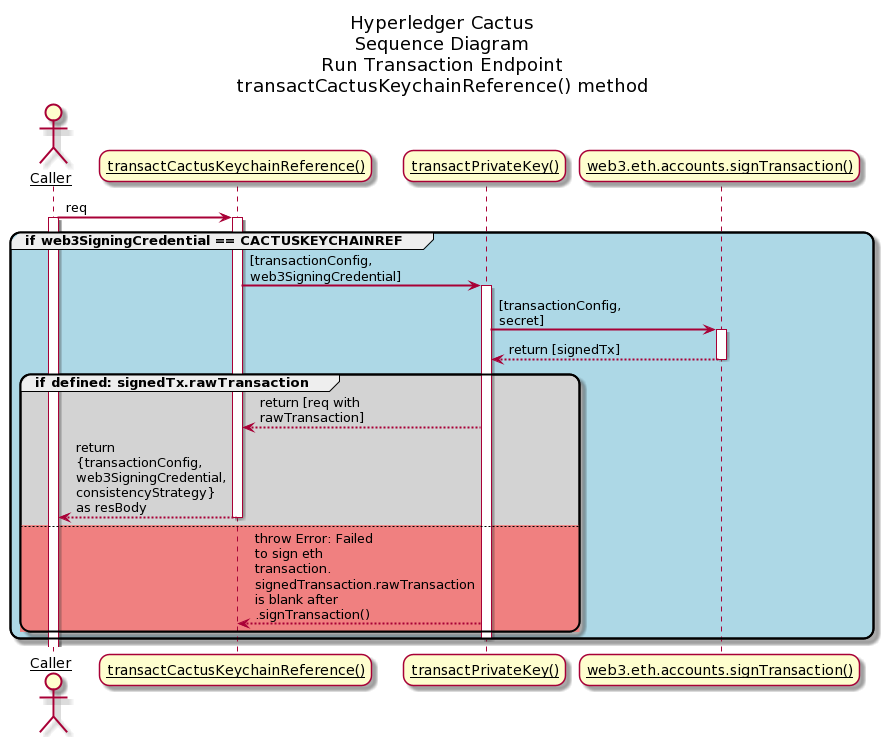 Hyperledger Cactus
Sequence Diagram
Run Transaction Endpoint
transactCactusKeychainReference() method
Caller
transactCactusKeychainReference()
transactPrivateKey()
web3.eth.accounts.signTransaction()
req
if web3SigningCredential == CACTUSKEYCHAINREF
[transactionConfig,
web3SigningCredential]
[transactionConfig,
secret]
return [signedTx]
if defined: signedTx.rawTransaction
return [req with
rawTransaction]
return
{transactionConfig,
web3SigningCredential,
consistencyStrategy}
as resBody
throw Error: Failed
to sign eth
transaction.
signedTransaction.rawTransaction
is blank after
.signTransaction()
Caller
transactCactusKeychainReference()
transactPrivateKey()
web3.eth.accounts.signTransaction()